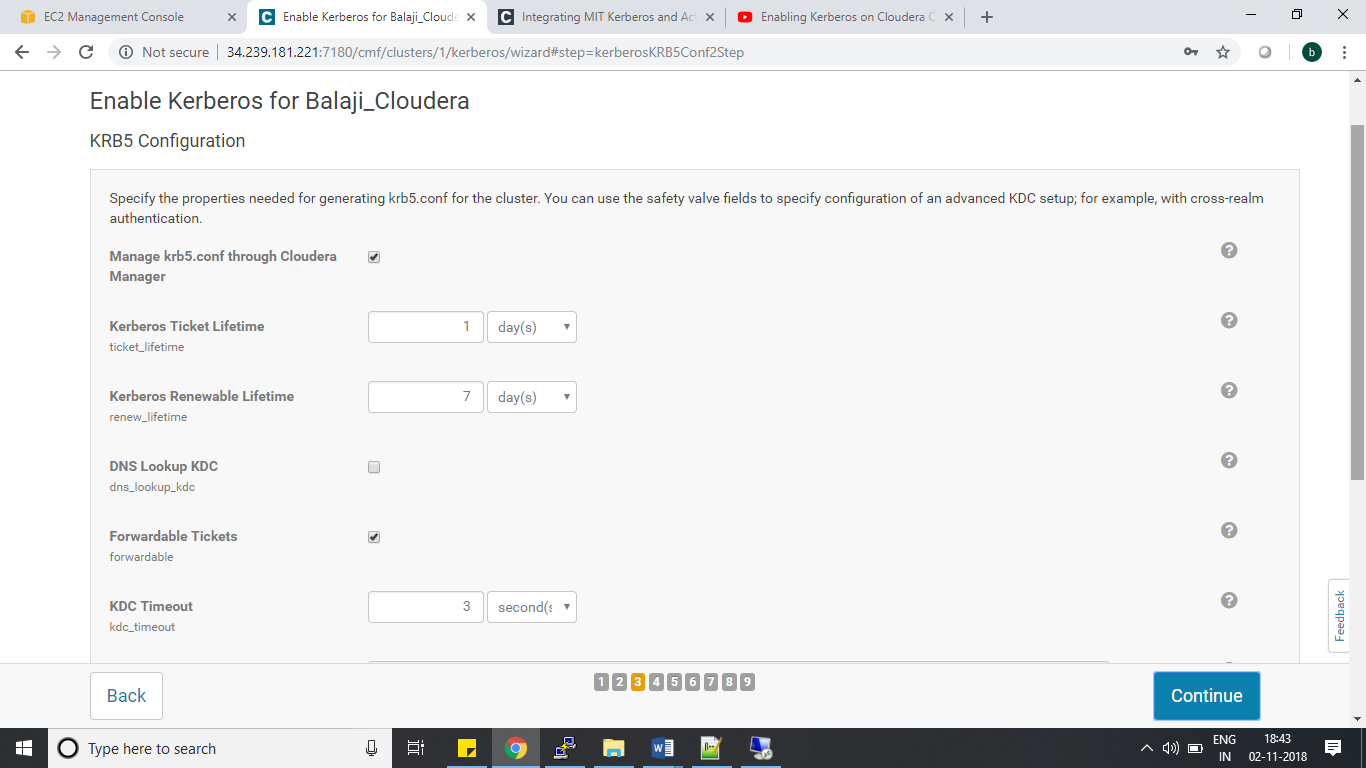 EC2 Management Console
Enable Kerberos for Balaji_Cloude
Integrating MIT Kerberos and Act
Enabling Kerberos on Cloudera C
Not secure 34.239.181.221:7180/cmf/clusters/1/kerberos/wizard#step=kerberosKRB5Conf2Step
b
Enable Kerberos for Balaji_Cloudera
KRB5 Configuration
Specify the properties needed for generating krb5.conf for the cluster. You can use the safety valve fields to specify configuration of an advanced KDC setup; for example, with cross-realm
authentication.
Manage krb5.conf through Cloudera
Manager
?
Kerberos Ticket Lifetime
ticket_lifetime
1 day(s)
?
Kerberos Renewable Lifetime
renew_lifetime
7 day(s)
?
DNS Lookup KDC
dns_lookup_kdc
?
Forwardable Tickets
forwardable
?
KDC Timeout
kdc_timeout
3 second(s
?
Feedback
Back
1 2 3 4 5 6 7 8 9
Continue
Type here to search
ENG
IN
18:43
02-11-2018